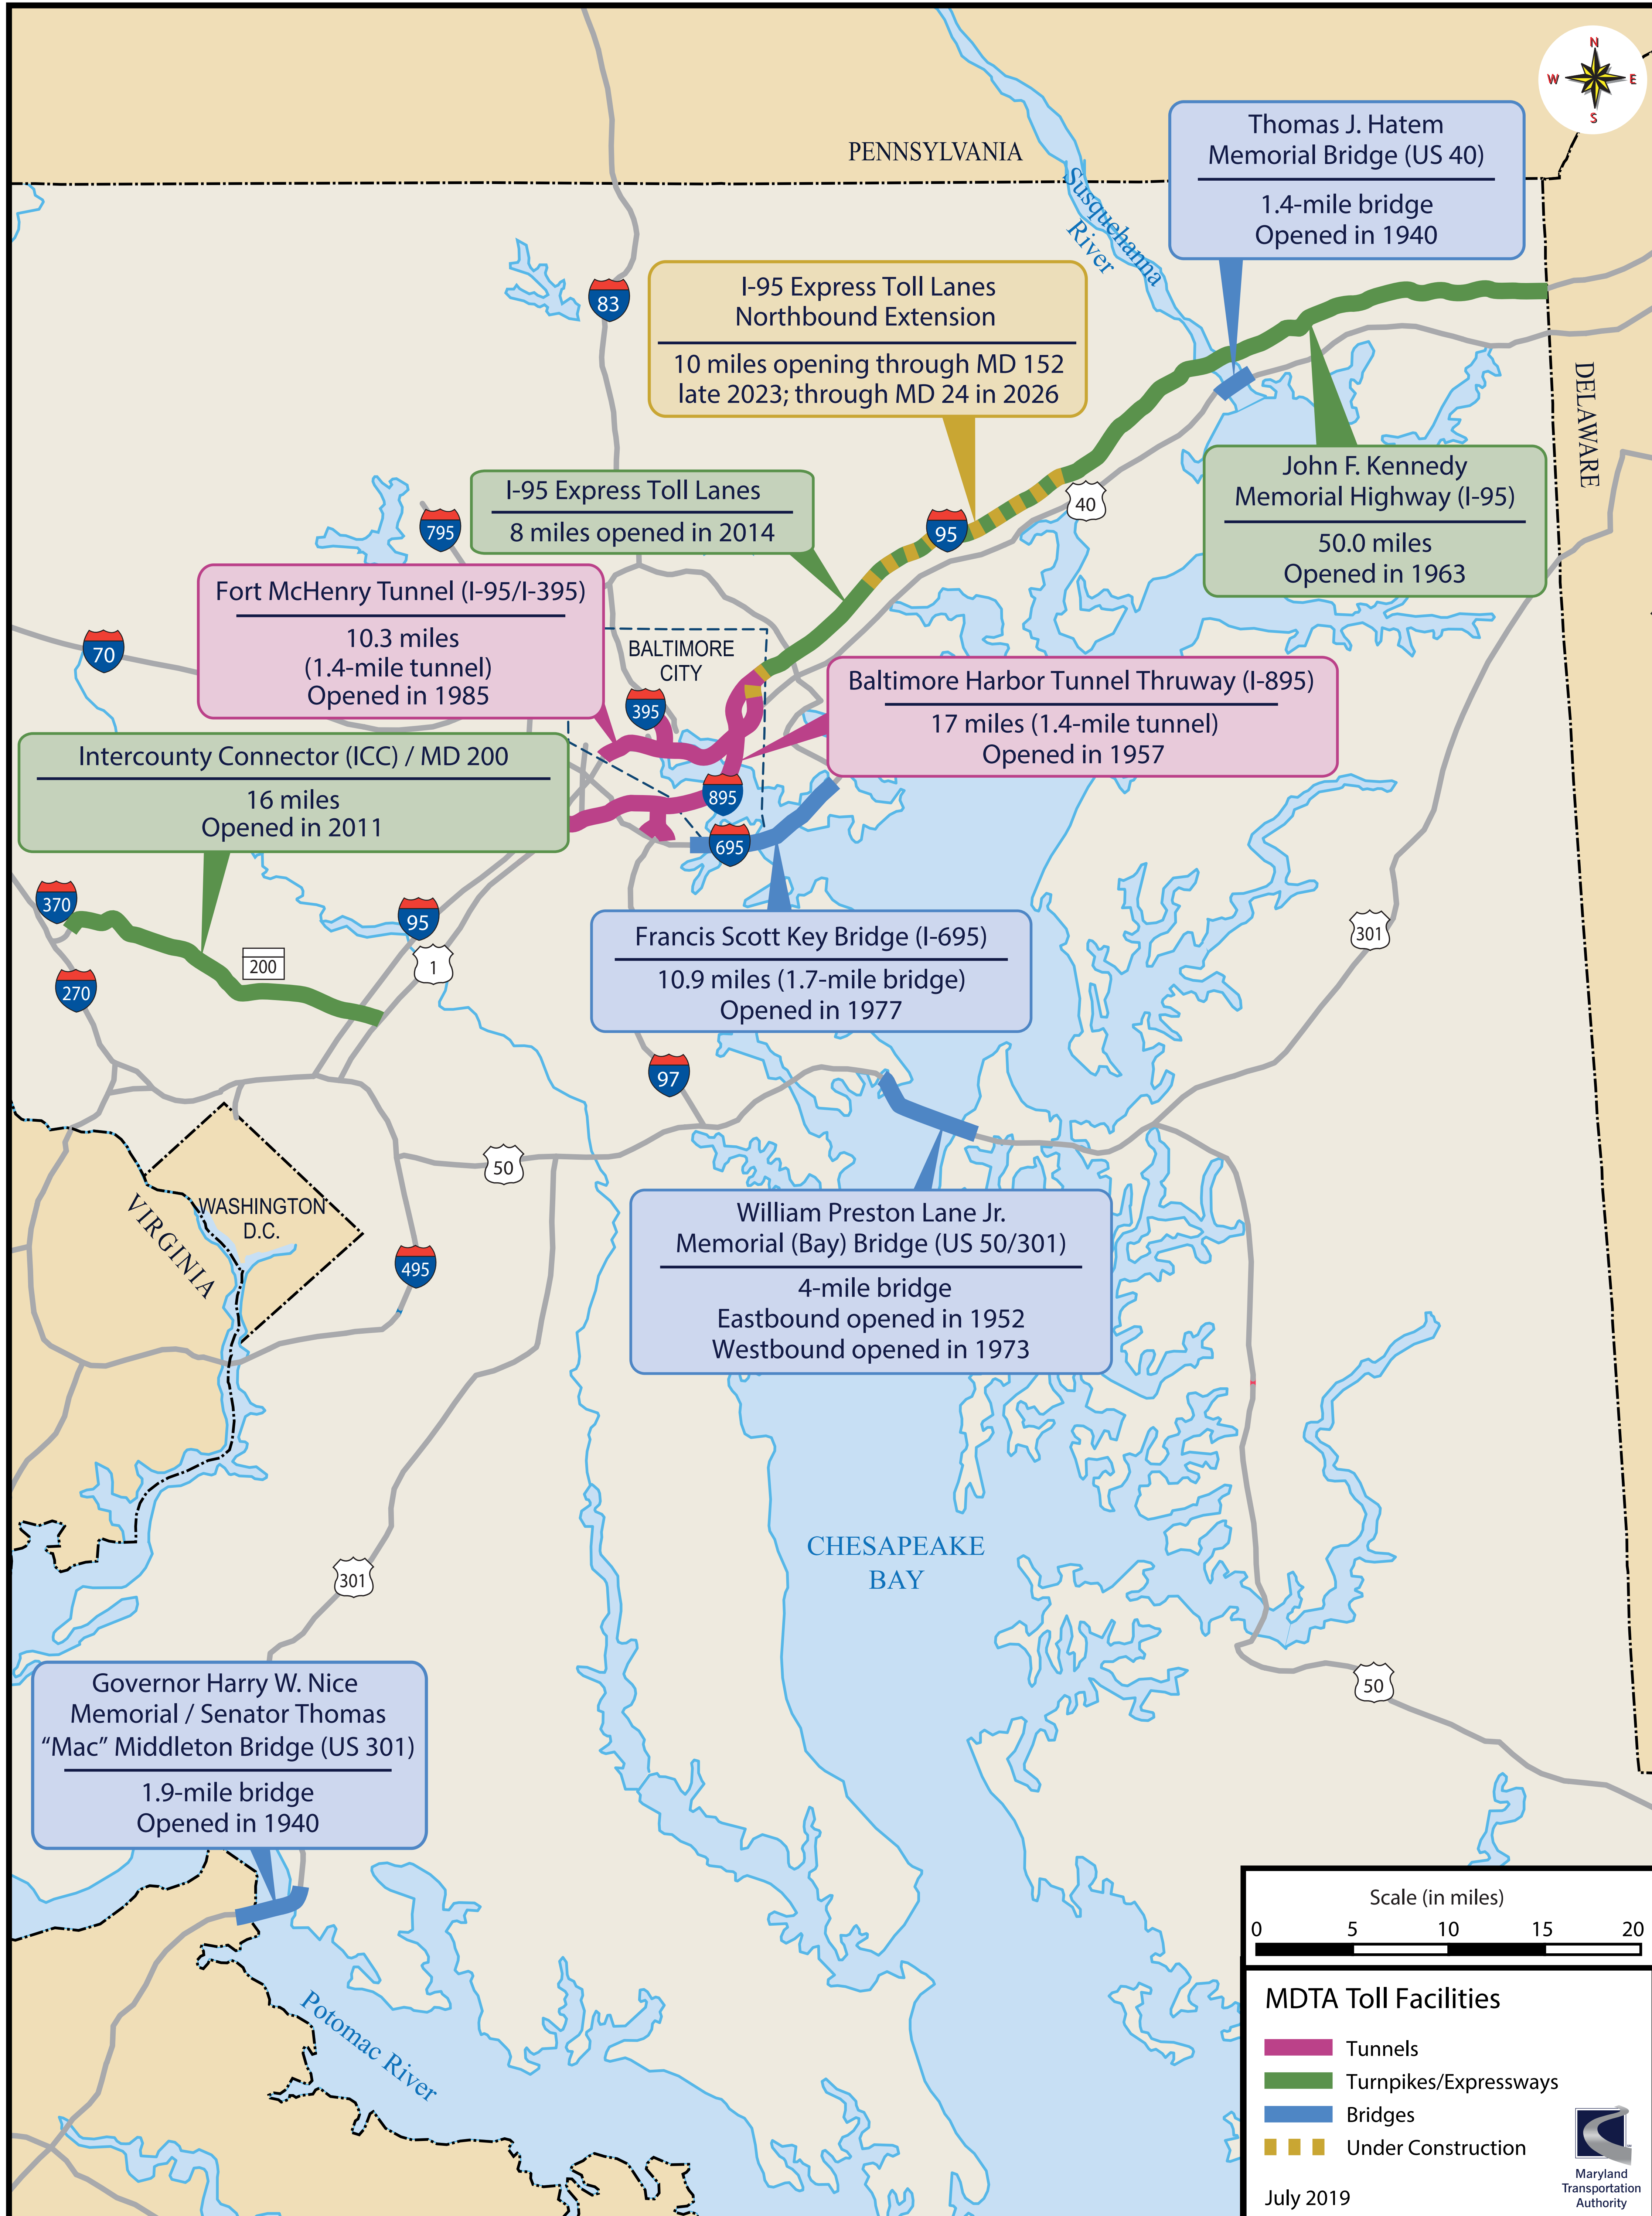 N
W E
S
PENNSYLVANIA
Thomas J. Hatem
Memorial Bridge (US 40)
1.4-mile bridge
Opened in 1940
Susquehanna
River
83
I-95 Express Toll Lanes
Northbound Extension
10 miles opening through MD 152
late 2023; through MD 24 in 2026
DELAWARE
John F. Kennedy
Memorial Highway (I-95)
50.0 miles
Opened in 1963
I-95 Express Toll Lanes
8 miles opened in 2014
40
95
795
Fort McHenry Tunnel (I-95/I-395)
10.3 miles
(1.4-mile tunnel)
Opened in 1985
70
BALTIMORE
CITY
395
Baltimore Harbor Tunnel Thruway (I-895)
17 miles (1.4-mile tunnel)
Opened in 1957
Intercounty Connector (ICC) / MD 200
16 miles
Opened in 2011
895
695
370
95
1
200
270
Francis Scott Key Bridge (I-695)
10.9 miles (1.7-mile bridge)
Opened in 1977
301
97
50
WASHINGTON
D.C.
VIRGINIA
495
William Preston Lane Jr.
Memorial (Bay) Bridge (US 50/301)
4-mile bridge
Eastbound opened in 1952
Westbound opened in 1973
CHESAPEAKE
BAY
301
50
Governor Harry W. Nice
Memorial / Senator Thomas
“Mac” Middleton Bridge (US 301)
1.9-mile bridge
Opened in 1940
Potomac River
Scale (in miles)
0 5 10 15 20
MDTA Toll Facilities
Tunnels
Turnpikes/Expressways
Bridges
Under Construction
July 2019
Maryland
Transportation
Authority